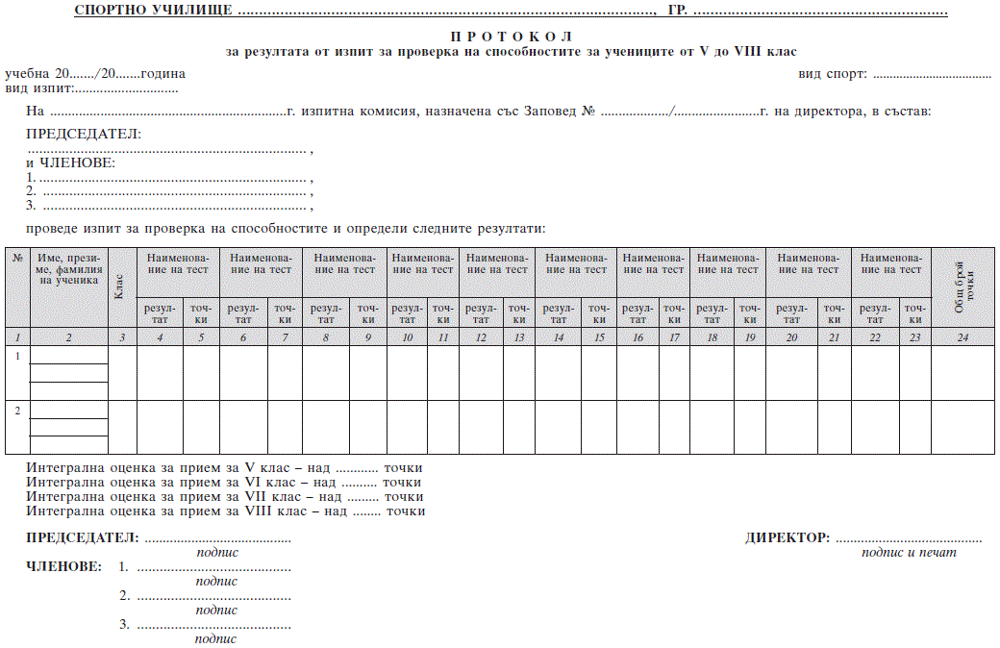 СПОРТНО УЧИЛИЩЕ ..............................................................................................., ГР. ...........................................................
П Р О Т О К О Л
за резултата от изпит за проверка на способностите за учениците от V до VIII клас
учебна 20......./20.......година вид спорт: ...................................
вид изпит:............................
На ...............................................................г. изпитна комисия, назначена със Заповед № .................../.......................г. на директора, в състав:
ПРЕДСЕДАТЕЛ:
.......................................................................... ,
и ЧЛЕНОВЕ:
1. ....................................................................... ,
2. ...................................................................... ,
3. ...................................................................... ,
проведе изпит за проверка на способностите и определи следните резултати:
№ Име, прези- Клас Наименова- Наименова- Наименова- Наименова- Наименова- Наименова- Наименова- Наименова- Наименова- Наименова- Общ брой
ме, фамилия ние на тест ние на тест ние на тест ние на тест ние на тест ние на тест ние на тест ние на тест ние на тест ние на тест точки
на ученика
резул- точ- резул- точ- резул- точ- резул- точ- резул- точ- резул- точ- резул- точ- резул- точ- резул- точ- резул- точ-
тат ки тат ки тат ки тат ки тат ки тат ки тат ки тат ки тат ки тат ки
1 2 3 4 5 6 7 8 9 10 11 12 13 14 15 16 17 18 19 20 21 22 23 24
1
2
Интегрална оценка за прием за V клас – над ............ точки
Интегрална оценка за прием за VI клас – над .......... точки
Интегрална оценка за прием за VII клас – над ......... точки
Интегрална оценка за прием за VIII клас – над ........ точки
ПРЕДСЕДАТЕЛ: ....................................... ДИРЕКТОР: .......................................
подпис подпис и печат
ЧЛЕНОВЕ: 1. .........................................
подпис
2. .........................................
подпис
3. .........................................
подпис